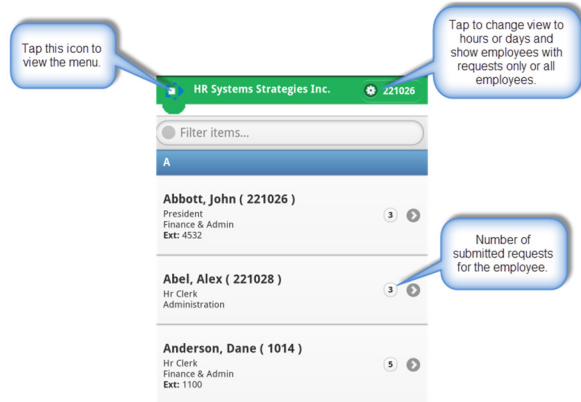 Tap this icon to
view the menu.
Tap to change view to
hours or days and
show employees with
requests only or all
employees.
HR Systems Strategies Inc.
221026
Filter items...
A
Abbott, John ( 221026 )
President
Finance & Admin
Ext: 4532
3
Abel, Alex ( 221028 )
Hr Clerk
Administration
3
Number of
submitted requests
for the employee.
Anderson, Dane ( 1014 )
Hr Clerk
Finance & Admin
Ext: 1100
5